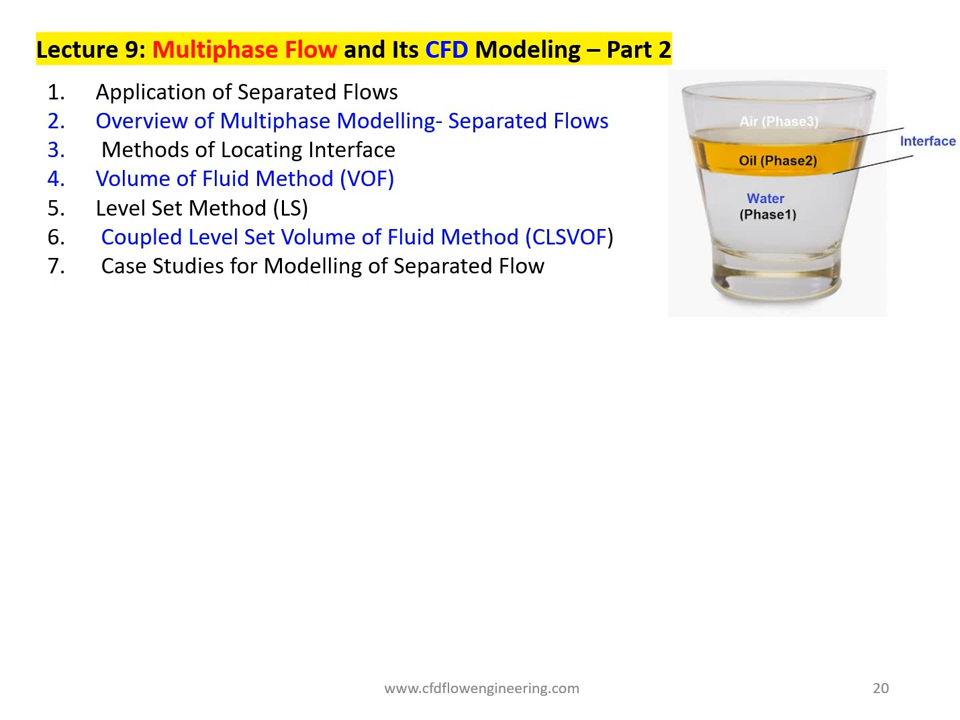 Lecture 9: Multiphase Flow and Its CFD Modeling – Part 2
1. Application of Separated Flows
2. Overview of Multiphase Modelling- Separated Flows
3. Methods of Locating Interface
4. Volume of Fluid Method (VOF)
5. Level Set Method (LS)
6. Coupled Level Set Volume of Fluid Method (CLSVOF)
7. Case Studies for Modelling of Separated Flow
Air (Phase3)
Interface
Oil (Phase2)
Water
(Phase1)
www.cfdflowengineering.com
20